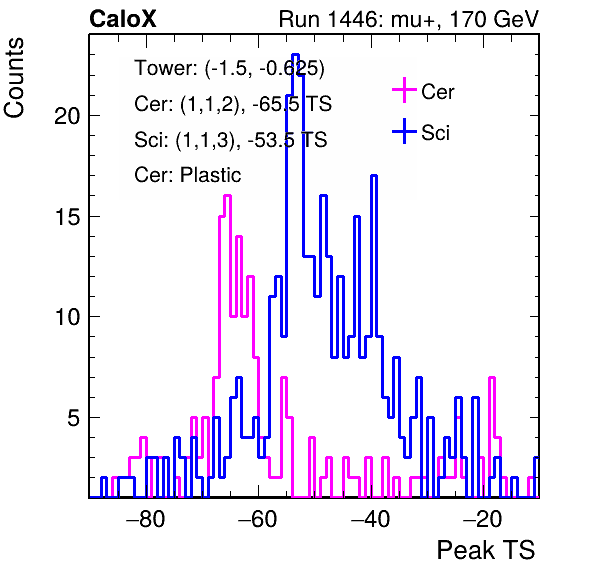 CaloX Run 1446: mu+, 170 GeV
Counts
Tower: (-1.5, -0.625)
Cer: (1,1,2), -65.5 TS
Sci: (1,1,3), -53.5 TS
Cer: Plastic
Cer
Sci
20
15
10
5
−80 −60 −40 −20
Peak TS